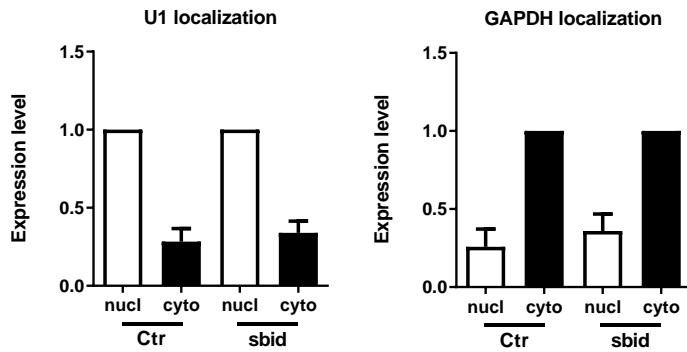 U1 localization
Expression level
1.5
1.0
0.5
0.0
nucl cyto nucl cyto
Ctr sbid
GAPDH localization
Expression level
1.5
1.0
0.5
0.0
nucl cyto nucl cyto
Ctr sbid